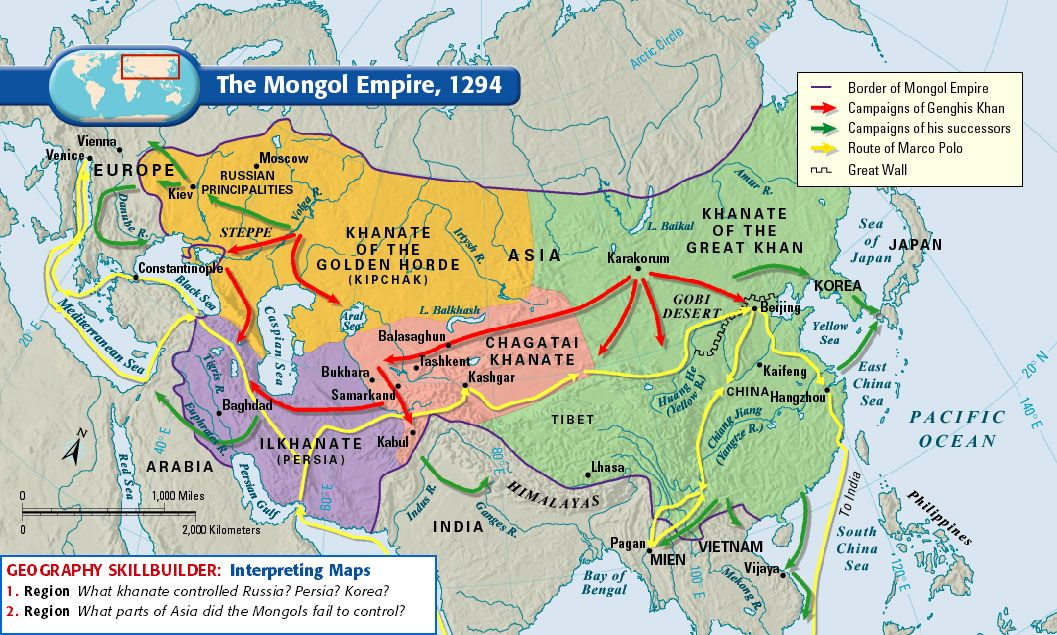 The Mongol Empire, 1294
Border of Mongol Empire
Campaigns of Genghis Khan
Campaigns of his successors
Route of Marco Polo
Great Wall
Arctic Circle
60° N
Vienna
Venice
EUROPE
Moscow
RUSSIAN
PRINCIPALITIES
Kiev
Danube R.
Volga R.
STEPPE
KHANATE
OF THE
GOLDEN HORDE
(KIPCHAK)
Irtysh R.
ASIA
L. Baikal
Amur R.
KHANATE
OF THE
GREAT KHAN
Karakorum
Sea
of
Japan
JAPAN
KOREA
GOBI
DESERT
Beijing
Yellow
Sea
Constantinople
Black Sea
Caspian Sea
Aral
Sea
L. Balkhash
Balasaghun
CHAGATAI
KHANATE
Tashkent
Bukhara
Kashgar
Samarkand
Kabul
Mediterranean Sea
20° E
Tigris R.
Baghdad
Euphrates R.
ILKHANATE
(PERSIA)
40° E
ARABIA
Red Sea
Persian Gulf
60° E
Huang He
(Yellow R.)
Kaifeng
CHINA
Hangzhou
East
China
Sea
Chiang Jiang
(Yangtze R.)
TIBET
Lhasa
80° E
HIMALAYAS
Indus R.
Ganges R.
INDIA
20° N
140° E
PACIFIC
OCEAN
To India
South
China
Sea
Philippines
120° E
Pagan
MIEN
VIETNAM
Vijaya
Mekong R.
100° E
Bay of
Bengal
N
0 1,000 Miles
0 2,000 Kilometers
GEOGRAPHY SKILLBUILDER: Interpreting Maps
1. Region What khanate controlled Russia? Persia? Korea?
2. Region What parts of Asia did the Mongols fail to control?